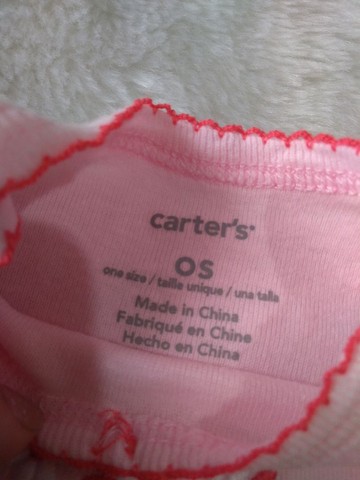 carter's
OS
one size / taille unique / una talla
Made in China
Fabriqué en Chine
Hecho en China